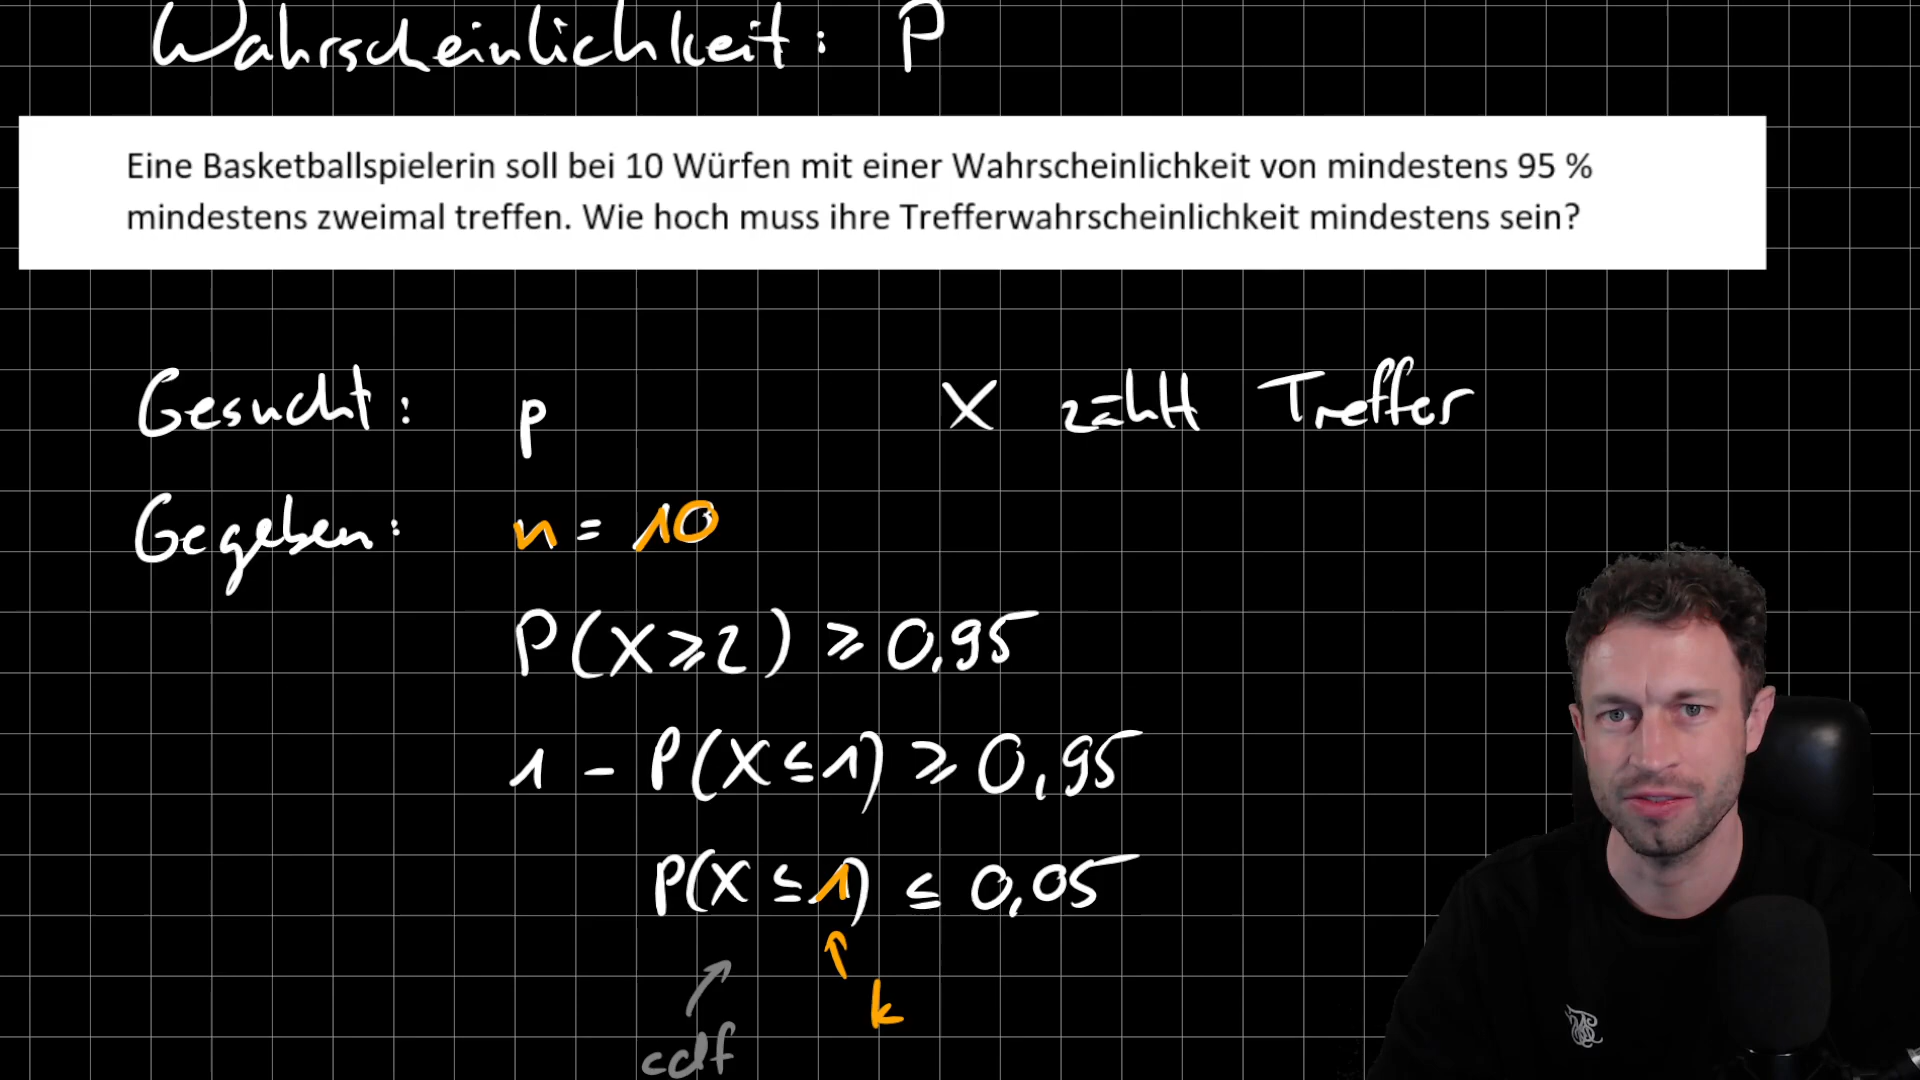 Wahrscheinlichkeit: P
Eine Basketballspielerin soll bei 10 Würfen mit einer Wahrscheinlichkeit von mindestens 95 %
mindestens zweimal treffen. Wie hoch muss ihre Trefferwahrscheinlichkeit mindestens sein?
Gesucht: p X zählt Treffer
Gegeben: n = 10
P(X ⩾ 2) ⩾ 0,95
1 - P(X ≤ 1) ⩾ 0,95
P(X ≤ 1) ≤ 0,05
↗ ↑
k
cdf